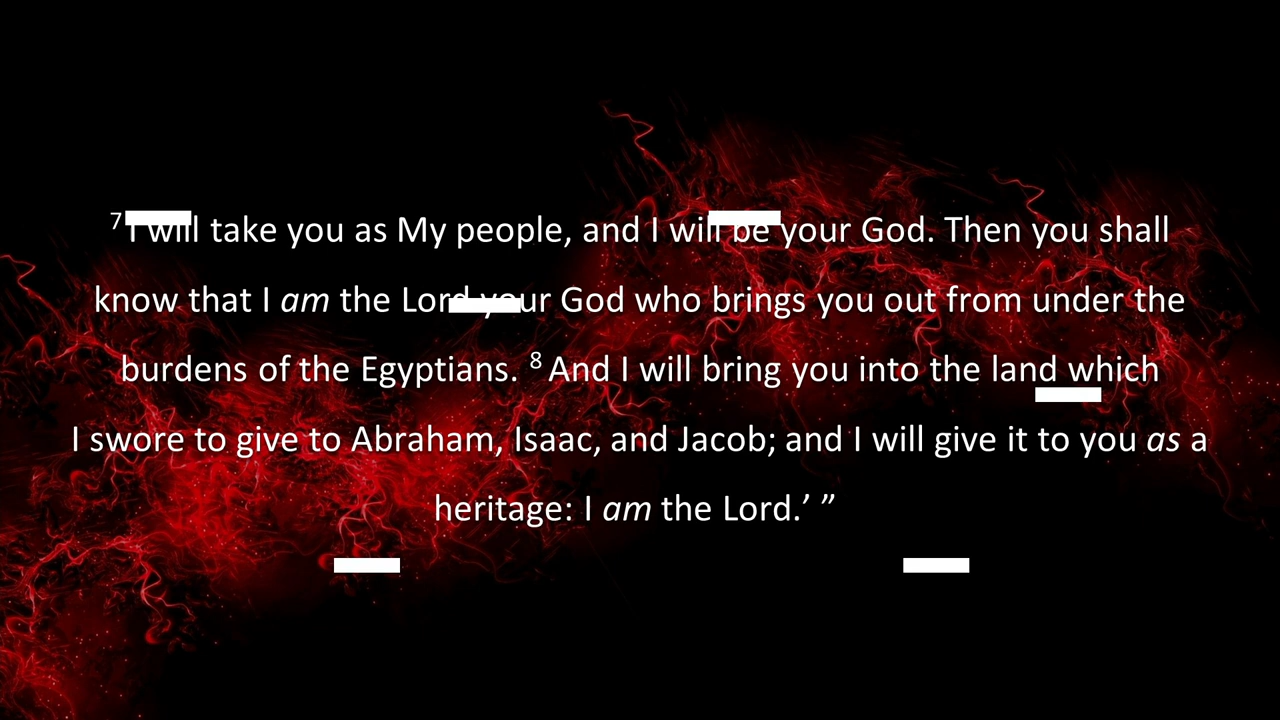 7 I will take you as My people, and I will be your God. Then you shall
know that I am the Lord your God who brings you out from under the
burdens of the Egyptians. 8 And I will bring you into the land which
I swore to give to Abraham, Isaac, and Jacob; and I will give it to you as a
heritage: I am the Lord.’ ”